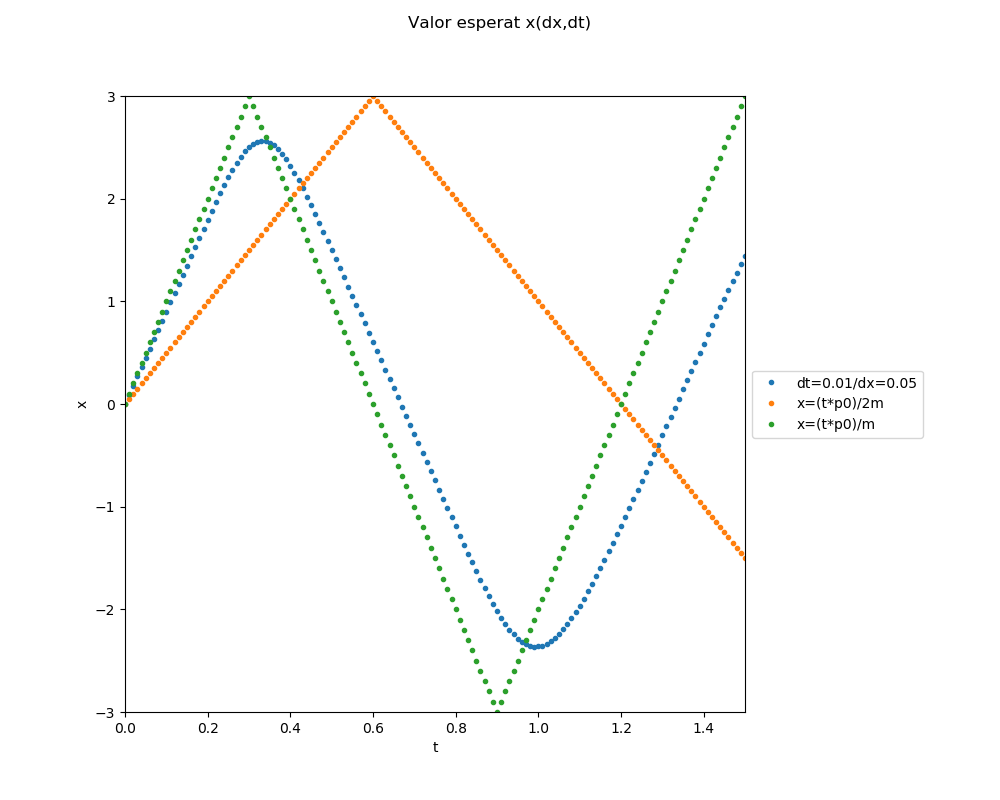 Valor esperat x(dx,dt)
3
2
1
0
−1
−2
−3
x
0.0 0.2 0.4 0.6 0.8 1.0 1.2 1.4
t
dt=0.01/dx=0.05
x=(t*p0)/2m
x=(t*p0)/m